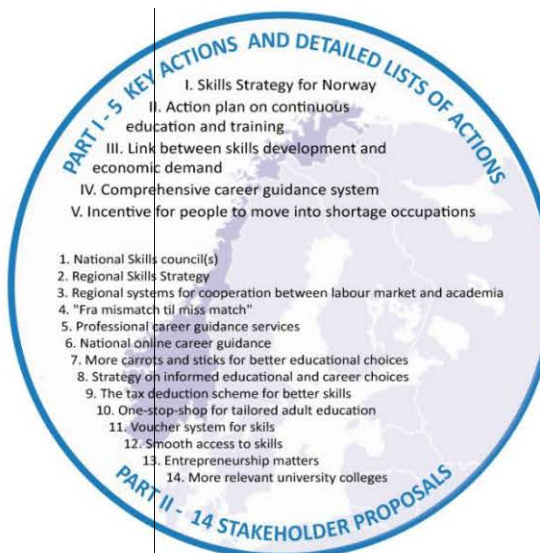 PART I - 5 KEY ACTIONS AND DETAILED LISTS OF ACTIONS
I. Skills Strategy for Norway
II. Action plan on continuous
education and training
III. Link between skills development and
economic demand
IV. Comprehensive career guidance system
V. Incentive for people to move into shortage occupations
1. National Skills council(s)
2. Regional Skills Strategy
3. Regional systems for cooperation between labour market and academia
4. "Fra mismatch til miss match"
5. Professional career guidance services
6. National online career guidance
7. More carrots and sticks for better educational choices
8. Strategy on informed educational and career choices
9. The tax deduction scheme for better skills
10. One-stop-shop for tailored adult education
11. Voucher system for skils
12. Smooth access to skills
13. Entrepreneurship matters
14. More relevant university colleges
PART II - 14 STAKEHOLDER PROPOSALS